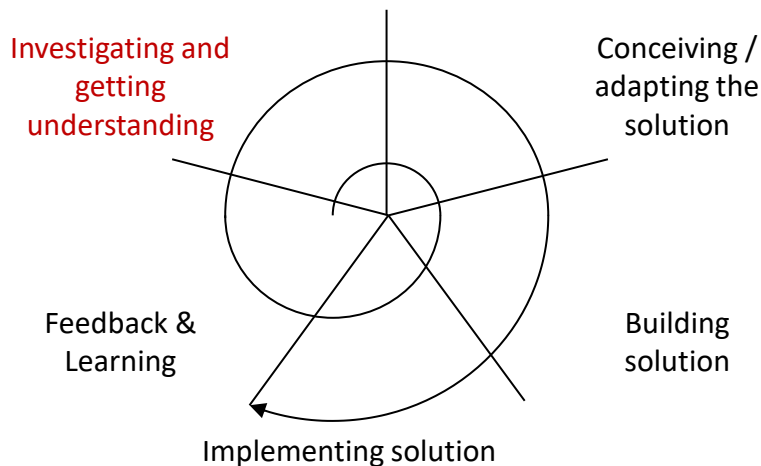 Investigating and
getting
understanding
Conceiving /
adapting the
solution
Feedback &
Learning
Building
solution
Implementing solution